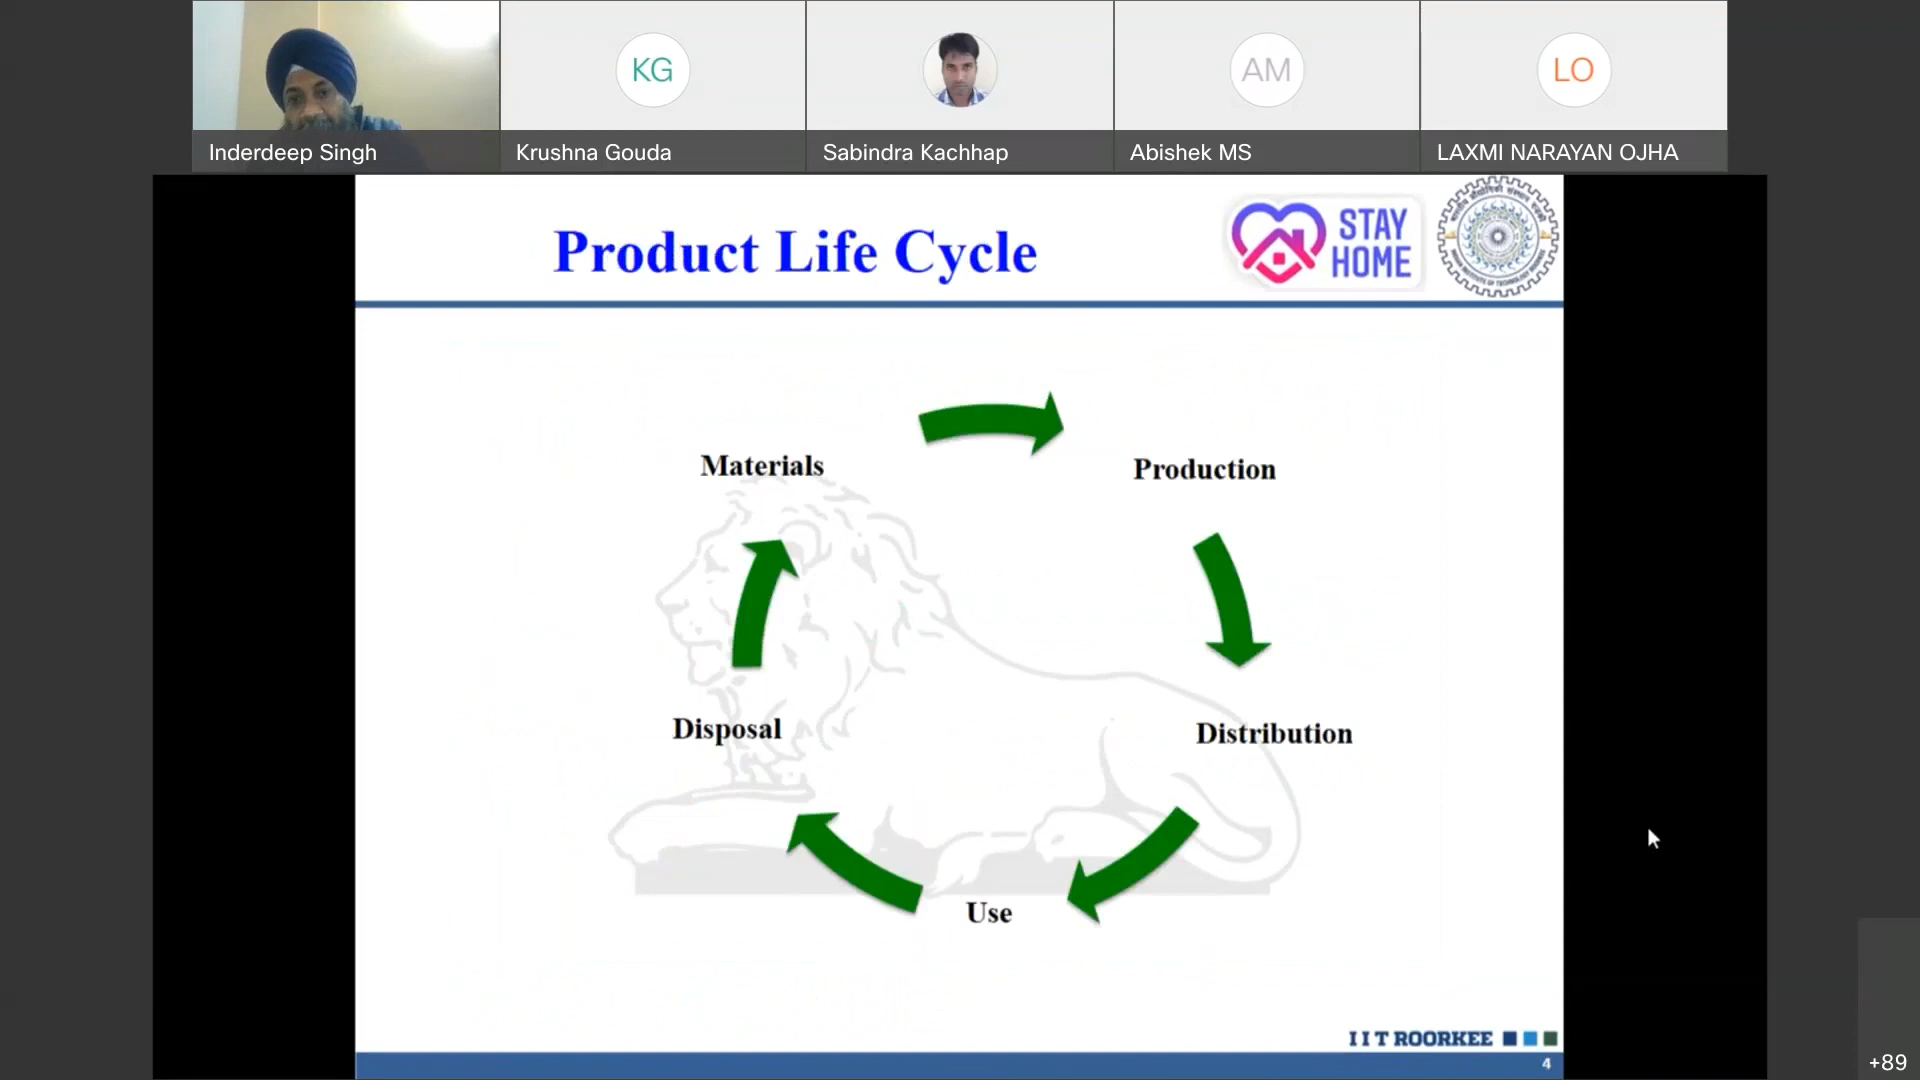 KG
AM
LO
Inderdeep Singh
Krushna Gouda
Sabindra Kachhap
Abishek MS
LAXMI NARAYAN OJHA
Product Life Cycle
STAY
HOME
Materials
Production
Disposal
Distribution
Use
I I T ROORKEE
4
+89